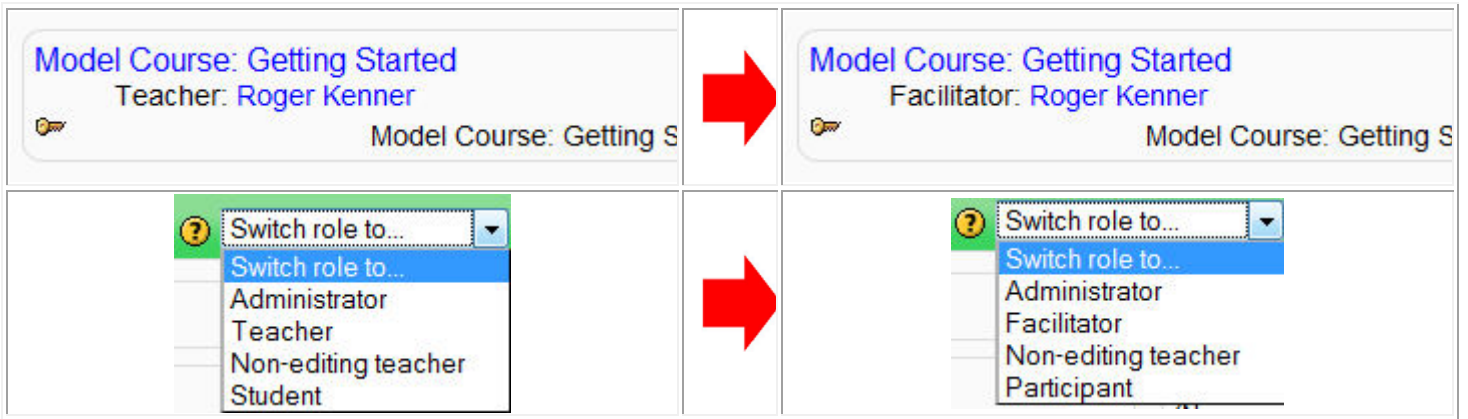 Model Course: Getting Started
Teacher: Roger Kenner
Model Course: Getting S
Model Course: Getting Started
Facilitator: Roger Kenner
Model Course: Getting S
Switch role to...
Switch role to...
Administrator
Teacher
Non-editing teacher
Student
Switch role to...
Switch role to...
Administrator
Facilitator
Non-editing teacher
Participant